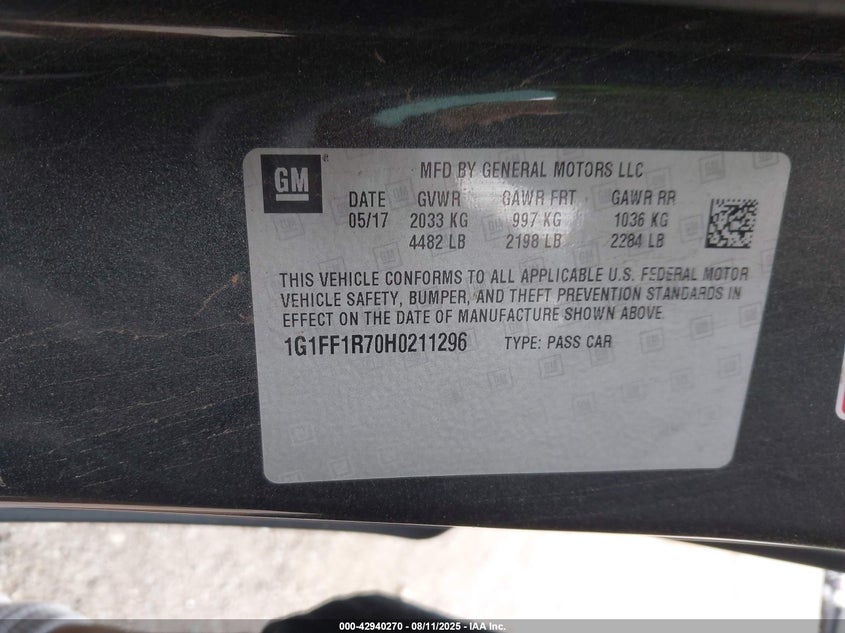 GM ® MFD BY GENERAL MOTORS LLC
DATE GVWR GAWR FRT GAWR RR
05/17 2033 KG 997 KG 1036 KG
4482 LB 2198 LB 2284 LB
THIS VEHICLE CONFORMS TO ALL APPLICABLE U.S. FEDERAL MOTOR
VEHICLE SAFETY, BUMPER, AND THEFT PREVENTION STANDARDS IN
EFFECT ON THE DATE OF MANUFACTURE SHOWN ABOVE.
1G1FF1R70H0211296 TYPE: PASS CAR
000-42940270 - 08/11/2025 - IAA Inc.